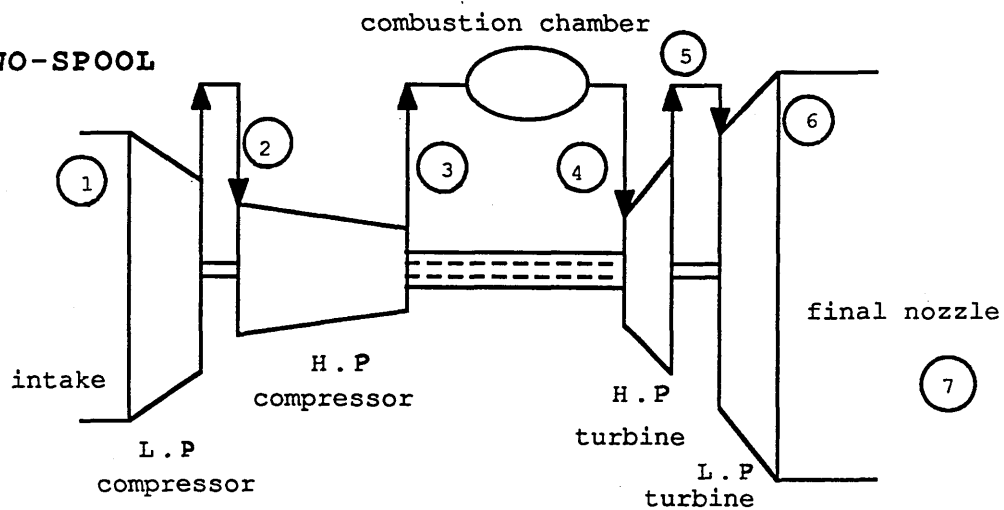 combustion chamber
WO-SPOOL
5
6
2
3
4
1
final nozzle
7
intake
H.P
compressor
H.P
turbine
L.P
compressor
L.P
turbine